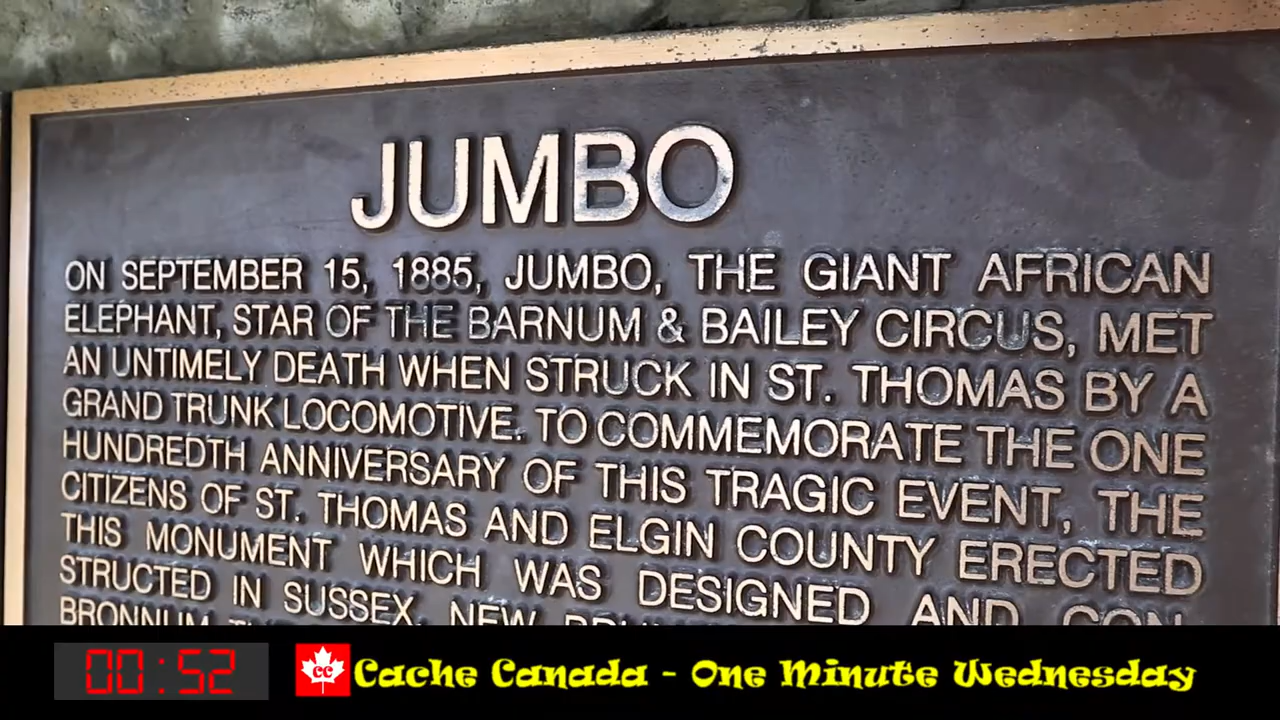 JUMBO
ON SEPTEMBER 15, 1885, JUMBO, THE GIANT AFRICAN
ELEPHANT, STAR OF THE BARNUM & BAILEY CIRCUS, MET
AN UNTIMELY DEATH WHEN STRUCK IN ST. THOMAS BY A
GRAND TRUNK LOCOMOTIVE. TO COMMEMORATE THE ONE
HUNDREDTH ANNIVERSARY OF THIS TRAGIC EVENT, THE
CITIZENS OF ST. THOMAS AND ELGIN COUNTY ERECTED
THIS MONUMENT WHICH WAS DESIGNED AND CON-
STRUCTED IN SUSSEX, NEW
BRONNUM
00:52
cc
Cache Canada - One Minute Wednesday